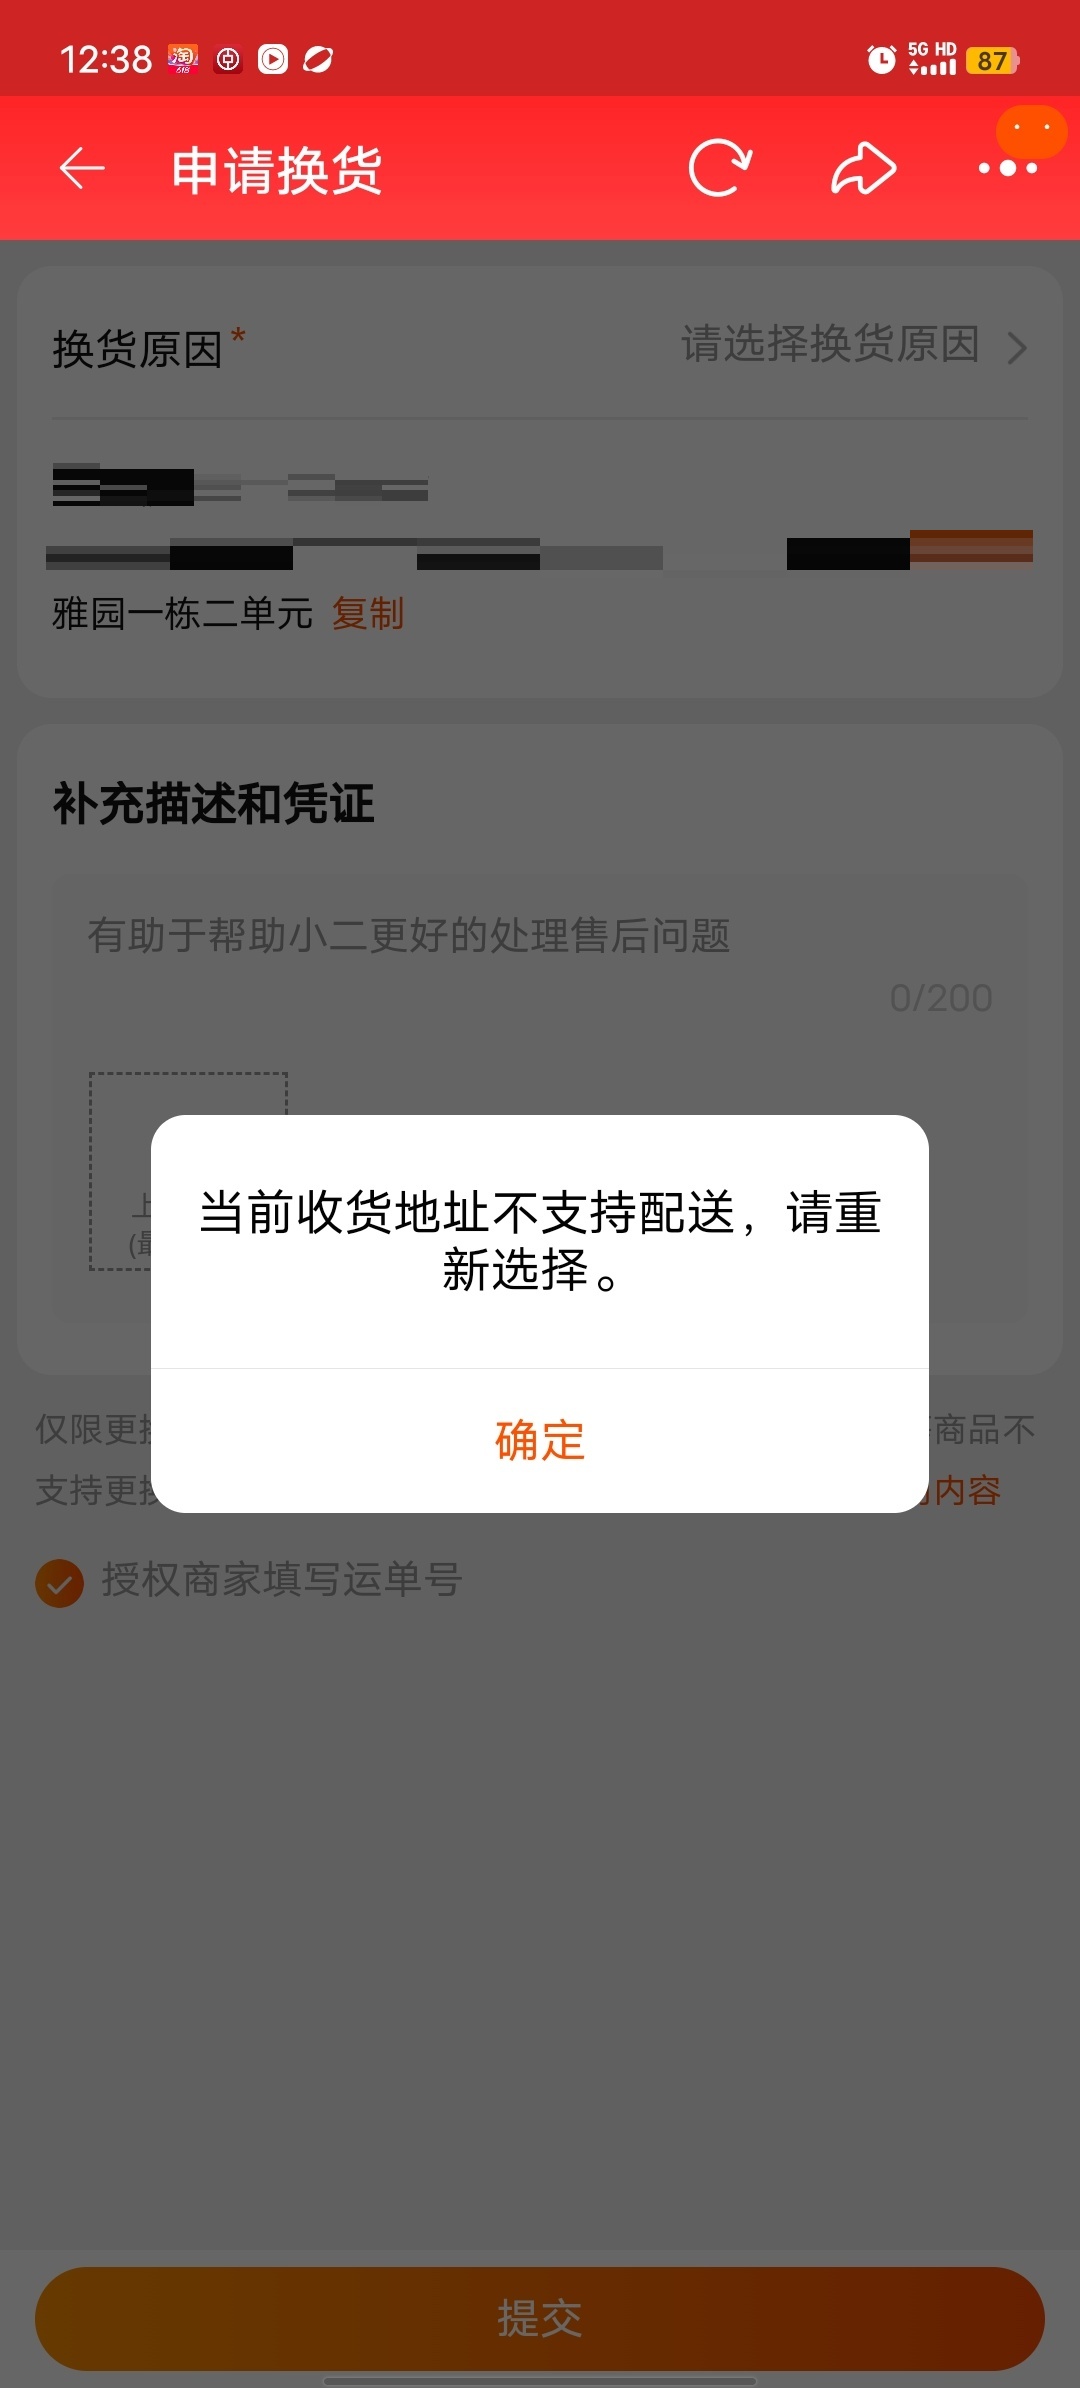 12:38
淘
618
5G HD
87
申请换货
换货原因*
请选择换货原因
雅园一栋二单元 复制
补充描述和凭证
有助于帮助小二更好的处理售后问题
0/200
上
(最
当前收货地址不支持配送，请重
新选择。
确定
仅限更换
商品不
支持更换
内容
授权商家填写运单号
提交